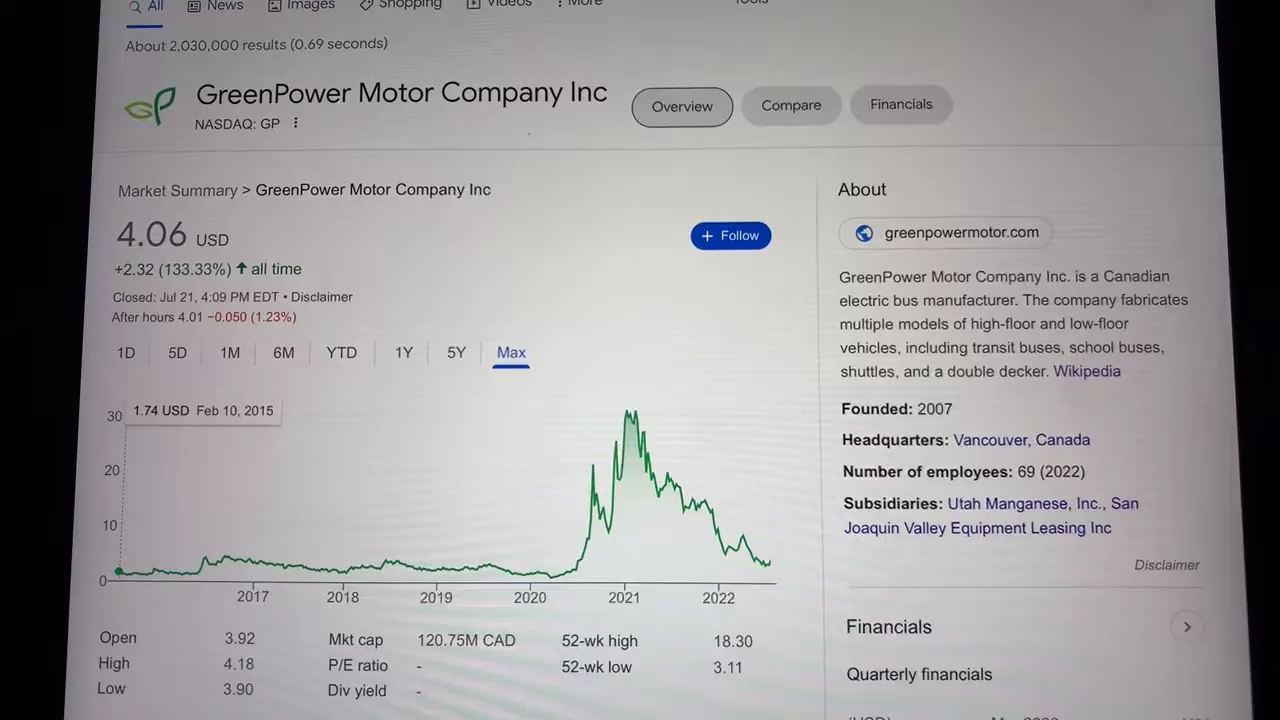 All News Images Shopping Videos More Tools
About 2,030,000 results (0.69 seconds)
GreenPower Motor Company Inc
NASDAQ: GP
Overview Compare Financials
Market Summary > GreenPower Motor Company Inc
4.06 USD
+ Follow
+2.32 (133.33%) ↑ all time
Closed: Jul 21, 4:09 PM EDT • Disclaimer
After hours 4.01 −0.050 (1.23%)
1D 5D 1M 6M YTD 1Y 5Y Max
1.74 USD Feb 10, 2015
30
20
10
0
2017 2018 2019 2020 2021 2022
Open 3.92 Mkt cap 120.75M CAD 52-wk high 18.30
High 4.18 P/E ratio - 52-wk low 3.11
Low 3.90 Div yield -
About
greenpowermotor.com
GreenPower Motor Company Inc. is a Canadian
electric bus manufacturer. The company fabricates
multiple models of high-floor and low-floor
vehicles, including transit buses, school buses,
shuttles, and a double decker. Wikipedia
Founded: 2007
Headquarters: Vancouver, Canada
Number of employees: 69 (2022)
Subsidiaries: Utah Manganese, Inc., San
Joaquin Valley Equipment Leasing Inc
Disclaimer
Financials
Quarterly financials
(USD)